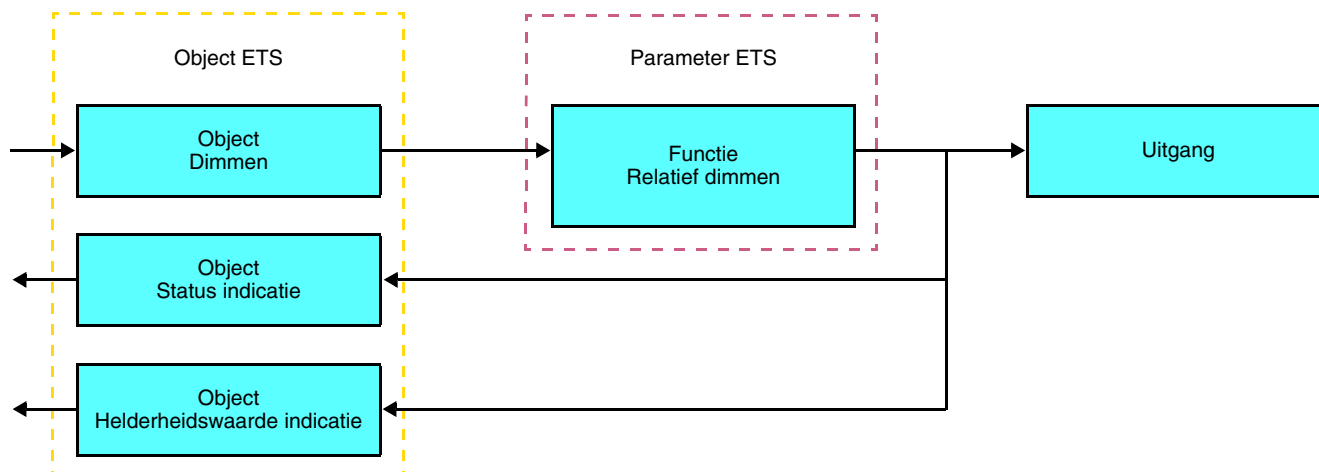 Object ETS
Parameter ETS
Object
Dimmen
Functie
Relatief dimmen
Uitgang
Object
Status indicatie
Object
Helderheidswaarde indicatie